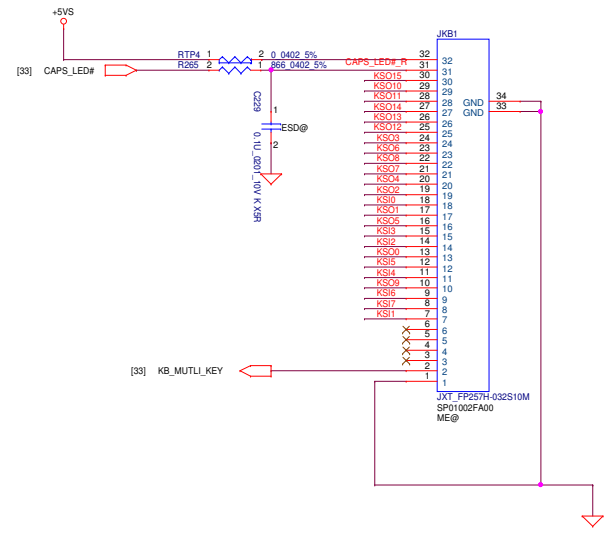 +5VS
JKB1
RTP4 1 2 0_0402_5% 32 32
[33] CAPS_LED# R265 2 1 866_0402_5% CAPS_LED#_R 31 31
KSO15 30 30
KSO10 29 29
KSO11 28 28 GND 34
KSO14 27 27 GND 33
KSO13 26 26
KSO12 25 25
KSO3 24 24
KSO6 23 23
KSO8 22 22
KSO7 21 21
KSO4 20 20
KSO2 19 19
KSI0 18 18
KSO1 17 17
KSO5 16 16
KSI3 15 15
KSI2 14 14
KSO0 13 13
KSI5 12 12
KSI4 11 11
KSO9 10 10
KSI6 9 9
KSI7 8 8
KSI1 7 7
6 6
5 5
4 4
3 3
[33] KB_MUTLI_KEY 2 2
1 1
C229
1
ESD@
2
0.1U_0201_10V K X5R
JXT_FP257H-032S10M
SP01002FA00
ME@